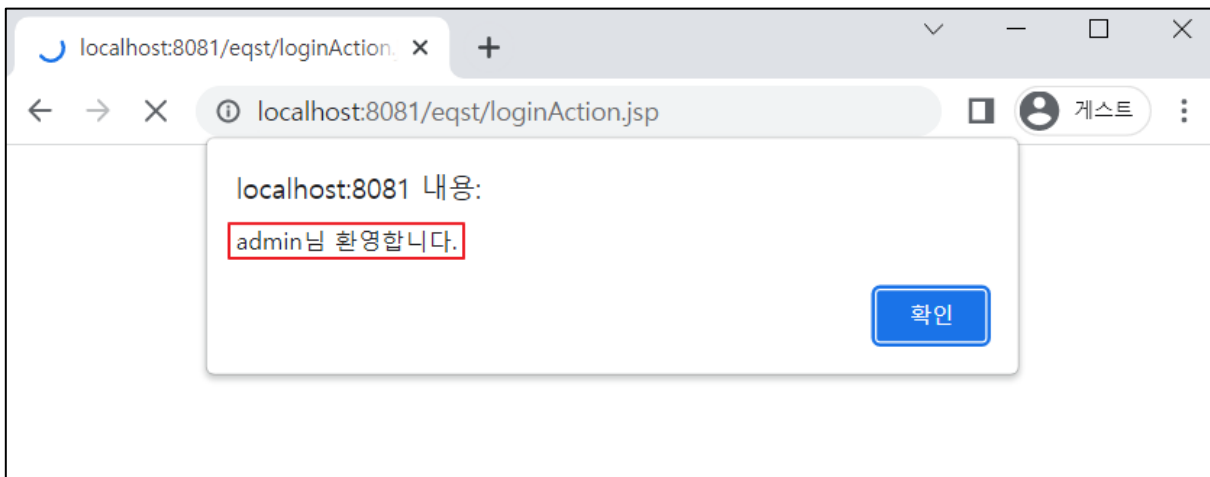 localhost:8081/eqst/loginAction.
localhost:8081/eqst/loginAction.jsp
게스트
localhost:8081 내용:
admin님 환영합니다.
확인